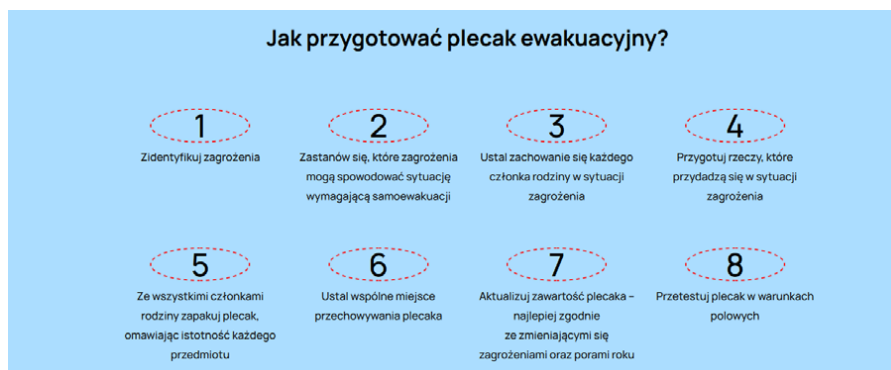 Jak przygotować plecak ewakuacyjny?
1
Zidentyfikuj zagrożenia
2
Zastanów się, które zagrożenia
mogą spowodować sytuację
wymagającą samoewakuacji
3
Ustal zachowanie się każdego
członka rodziny w sytuacji
zagrożenia
4
Przygotuj rzeczy, które
przydadzą się w sytuacji
zagrożenia
5
Ze wszystkimi członkami
rodziny zapakuj plecak,
omawiając istotność każdego
przedmiotu
6
Ustal wspólne miejsce
przechowywania plecaka
7
Aktualizuj zawartość plecaka –
najlepiej zgodnie
ze zmieniającymi się
zagrożeniami oraz porami roku
8
Przetestuj plecak w warunkach
polowych